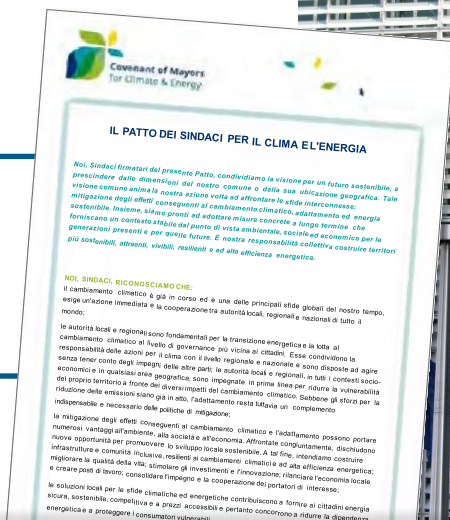 Covenant of Mayors
for Climate & Energy
IL PATTO DEI SINDACI PER IL CLIMA E L'ENERGIA
Noi, Sindaci firmatari del presente Patto, condividiamo la visione per un futuro sostenibile, a
prescindere dalle dimensioni del nostro comune o dalla sua ubicazione geografica. Tale
visione comune anima la nostra azione volta ad affrontare le sfide interconnesse:
mitigazione degli effetti conseguenti al cambiamento climatico, adattamento ed energia
sostenibile. Insieme, siamo pronti ad adottare misure concrete a lungo termine che
forniscano un contesto stabile dal punto di vista ambientale, sociale ed economico per le
generazioni presenti e per quelle future. È nostra responsabilità collettiva costruire territori
più sostenibili, attraenti, vivibili, resilienti e ad alta efficienza energetica.
NOI, SINDACI, RICONOSCIAMO CHE:
il cambiamento climatico è già in corso ed è una delle principali sfide globali del nostro tempo,
esige un'azione immediata e la cooperazione tra autorità locali, regionali e nazionali di tutto il
mondo;
le autorità locali e regionali sono fondamentali per la transizione energetica e la lotta al
cambiamento climatico al livello di governance più vicina ai cittadini. Esse condividono la
responsabilità delle azioni per il clima con il livello regionale e nazionale e sono disposte ad agire
senza tener conto degli impegni delle altre parti; le autorità locali e regionali, in tutti i contesti socio-
economici e in qualsiasi area geografica, sono impegnate in prima linea per ridurre la vulnerabilità
del proprio territorio a fronte dei diversi impatti del cambiamento climatico. Sebbene gli sforzi per la
riduzione delle emissioni siano già in atto, l'adattamento resta tuttavia un complemento
indispensabile e necessario delle politiche di mitigazione;
la mitigazione degli effetti conseguenti al cambiamento climatico e l'adattamento possono portare
numerosi vantaggi all'ambiente, alla società e all'economia. Affrontate congiuntamente, dischiudono
nuove opportunità per promuovere lo sviluppo locale sostenibile. A tal fine, intendiamo costruire
infrastrutture e comunità inclusive, resilienti ai cambiamenti climatici e ad alta efficienza energetica;
migliorare la qualità della vita; stimolare gli investimenti e l'innovazione; rilanciare l'economia locale
e creare posti di lavoro; consolidare l'impegno e la cooperazione dei portatori di interesse;
le soluzioni locali per le sfide climatiche ed energetiche contribuiscono a fornire ai cittadini energia
sicura, sostenibile, competitiva e a prezzi accessibili e pertanto concorrono a ridurre la dipendenza
energetica e a proteggere i consumatori vulnerabili